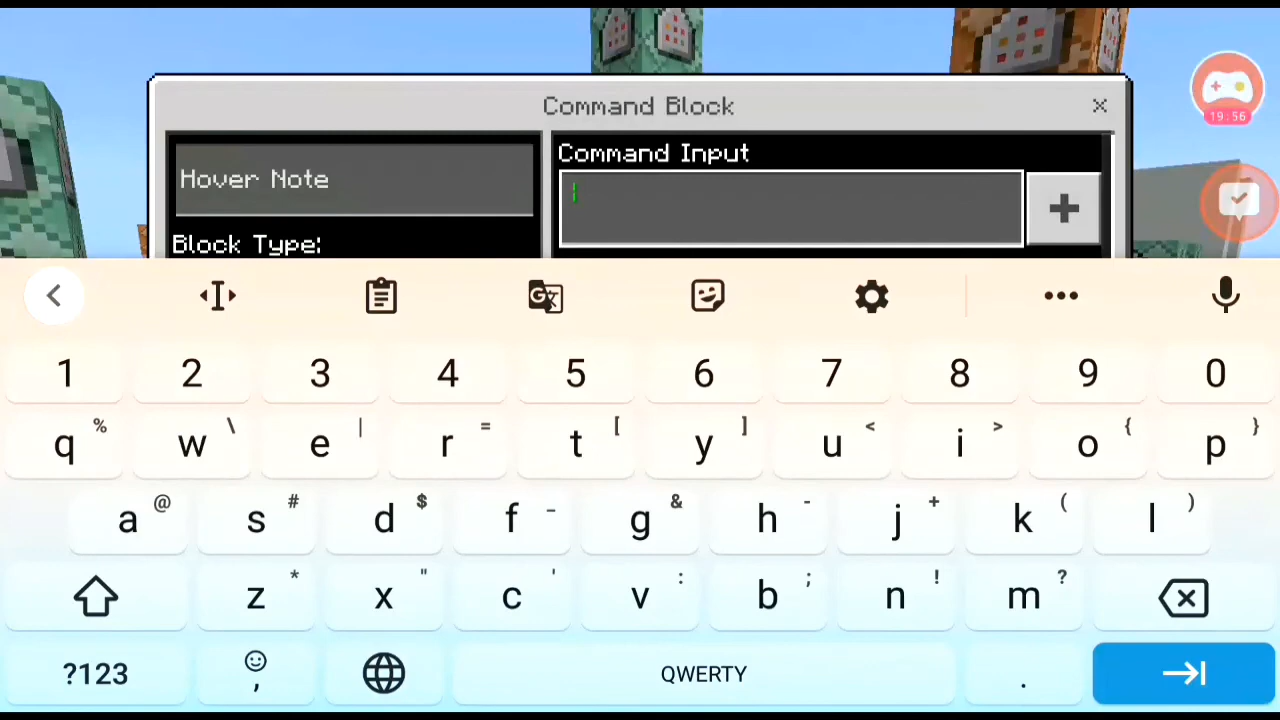 Command Block
19:56
Hover Note
Command Input
Block Type:
1 2 3 4 5 6 7 8 9 0
q % w \ e | r = t [ y ] u < i > o { p }
a @ s # d $ f _ g & h - j + k ( l )
z * x " c ' v : b ; n ! m ?
?123 , QWERTY .